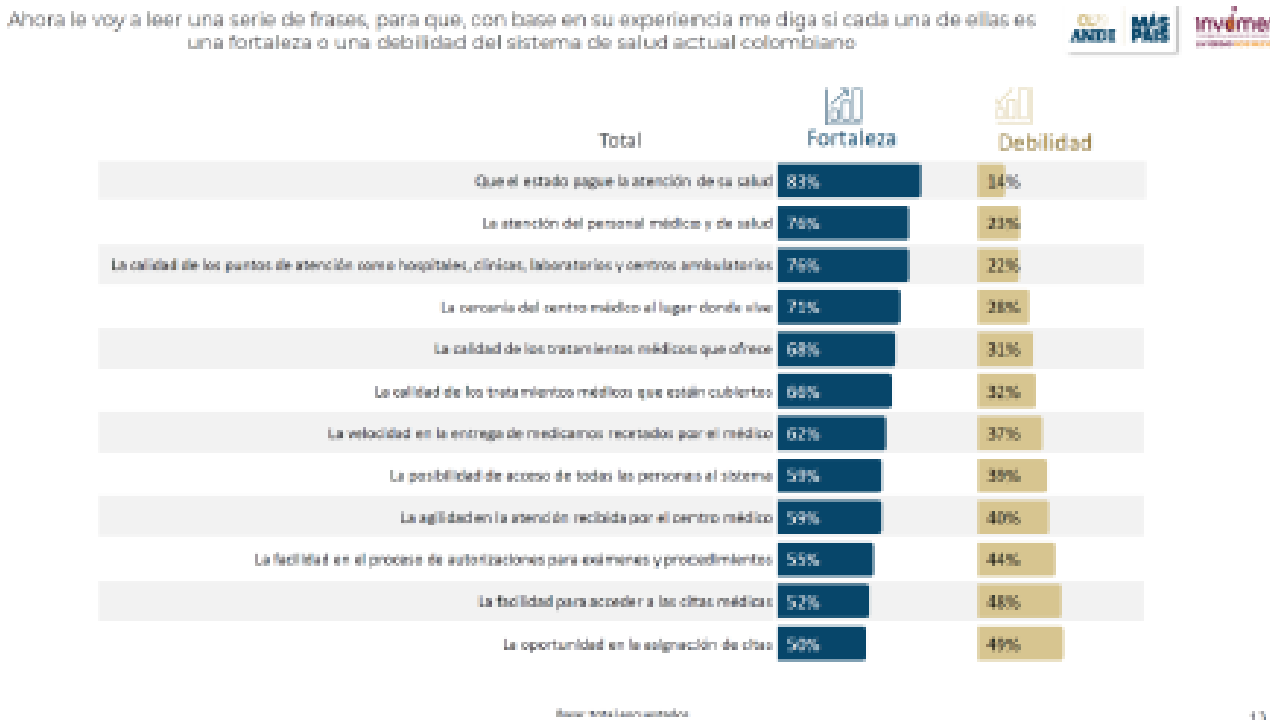 Ahora le voy a leer una serie de frases, para que, con base en su experiencia me diga si cada una de ellas es
una fortaleza o una debilidad del sistema de salud actual colombiano
ANDE MÁS PAÍS Invamer
Total Fortaleza Debilidad
Que el estado pague la atención de su salud 83% 14%
La atención del personal médico y de salud 76% 23%
La calidad de los puntos de atención como hospitales, clínicas, laboratorios y centros ambulatorios 76% 22%
La cercanía del centro médico al lugar donde vive 71% 28%
La calidad de los tratamientos médicos que ofrece 68% 31%
La calidad de los tratamientos médicos que están cubiertos 66% 32%
La velocidad en la entrega de medicamos recetados por el médico 62% 37%
La posibilidad de acceso de todas las personas al sistema 59% 39%
La agilidad en la atención recibida por el centro médico 59% 40%
La facilidad en el proceso de autorizaciones para exámenes y procedimientos 55% 44%
La facilidad para acceder a las citas médicas 52% 48%
La oportunidad en la asignación de citas 50% 49%
Total encuestados